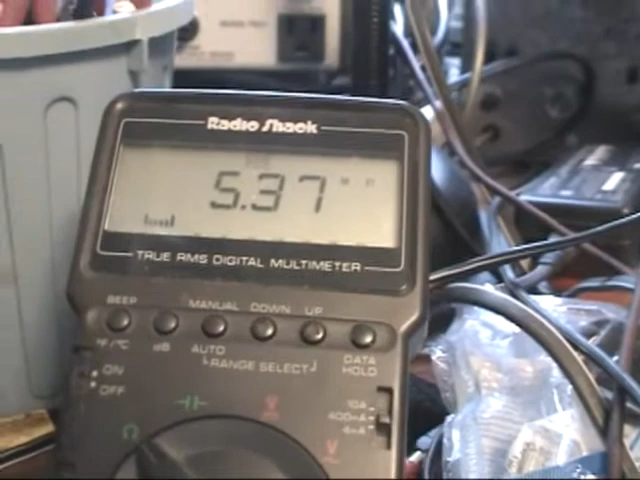 Radio Shack
5.37
TRUE RMS DIGITAL MULTIMETER
BEEP MANUAL DOWN UP
°F/°C dB AUTO RANGE SELECT DATA HOLD
ON
OFF
10A
400mA
4mA
Ω
V